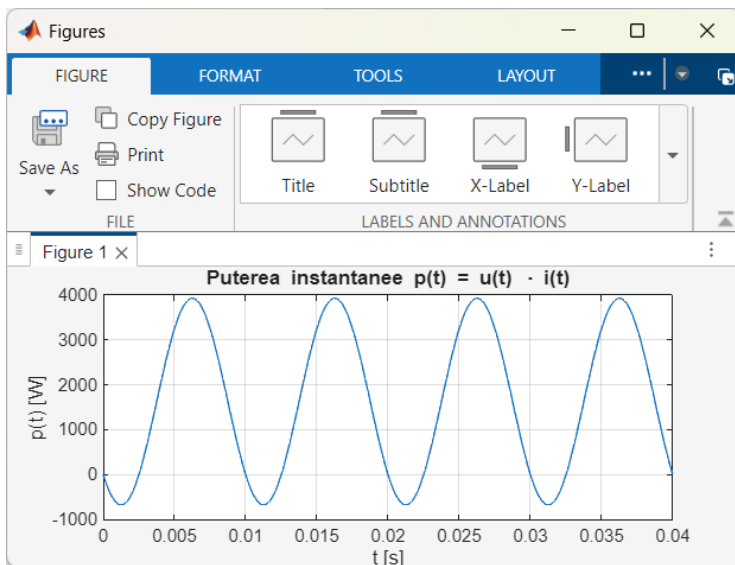 Figures
FIGURE FORMAT TOOLS LAYOUT
Save As
Copy Figure
Print
Show Code
FILE
Title Subtitle X-Label Y-Label
LABELS AND ANNOTATIONS
Figure 1
Puterea instantanee p(t) = u(t) · i(t)
p(t) [W]
4000
3000
2000
1000
0
-1000
0 0.005 0.01 0.015 0.02 0.025 0.03 0.035 0.04
t [s]